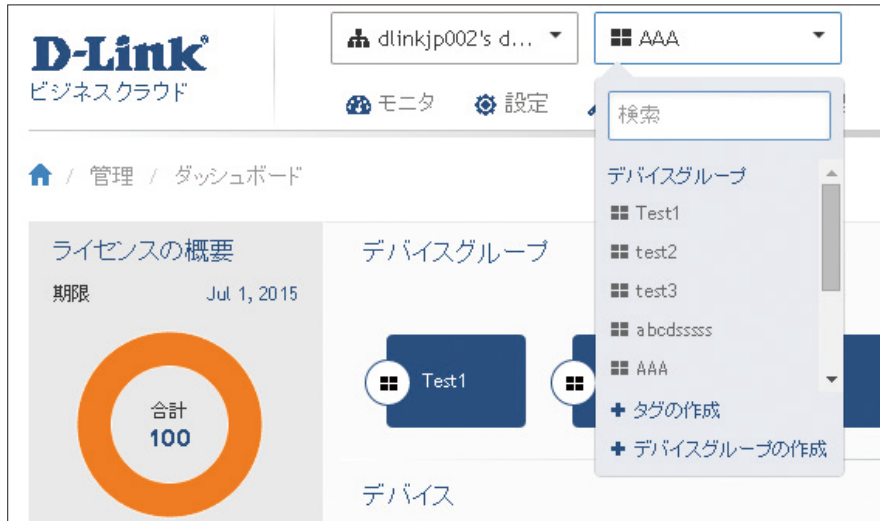 D-Link
ビジネスクラウド
dlinkjp002's d...
AAA
モニタ
設定
検索
/ 管理 / ダッシュボード
デバイスグループ
Test1
test2
test3
abcdsssss
AAA
+ タグの作成
+ デバイスグループの作成
ライセンスの概要
期限 Jul 1, 2015
合計
100
デバイスグループ
Test1
デバイス